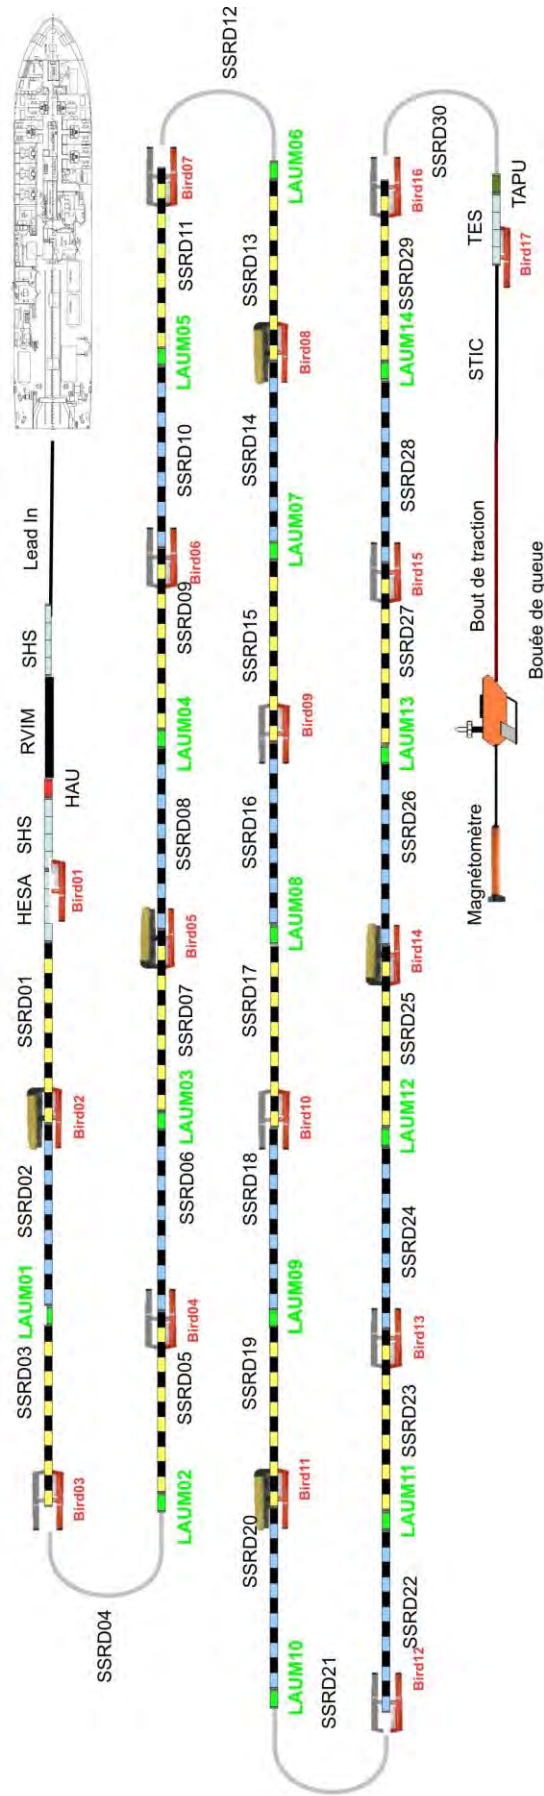 Lead In
SHS
RVIM
HAU
SHS
HESA
Bird01
SSRD01
Bird02
SSRD02
LAUM01
SSRD03
Bird03
SSRD04
LAUM02
SSRD05
Bird04
SSRD06
LAUM03
SSRD07
Bird05
SSRD08
LAUM04
SSRD09
Bird06
SSRD10
LAUM05
SSRD11
Bird07
SSRD12
LAUM06
SSRD13
Bird08
SSRD14
LAUM07
SSRD15
Bird09
SSRD16
LAUM08
SSRD17
Bird10
SSRD18
LAUM09
SSRD19
Bird11
SSRD20
LAUM10
SSRD21
Bird12
SSRD22
LAUM11
SSRD23
Bird13
SSRD24
LAUM12
SSRD25
Bird14
SSRD26
LAUM13
SSRD27
Bird15
SSRD28
LAUM14
SSRD29
Bird16
SSRD30
TAPU
TES
Bird17
STIC
Bout de traction
Bouée de queue
Magnétomètre